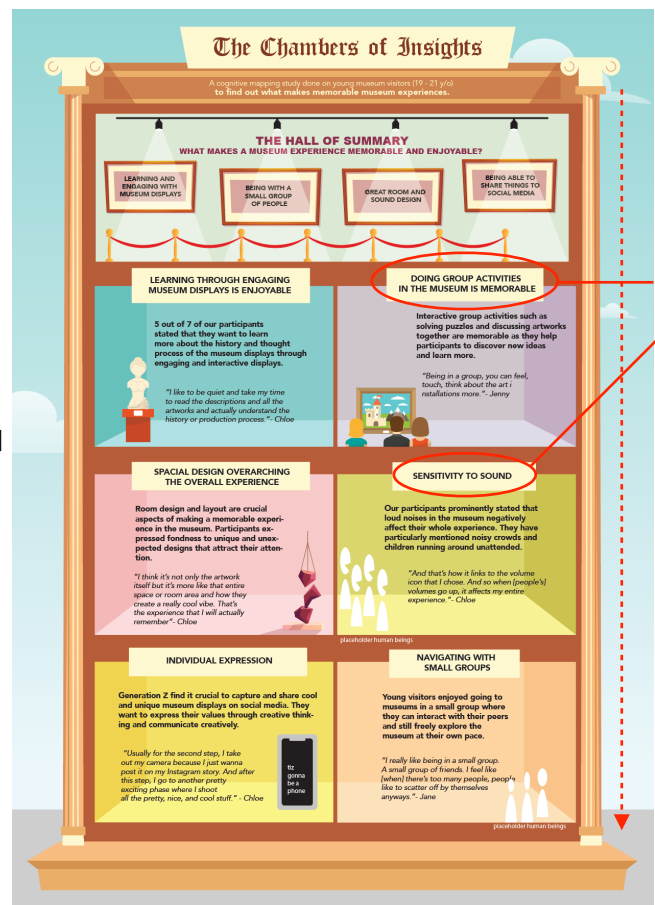 The Chambers of Insights
A cognitive mapping study done on young museum visitors (19 - 21 y/o)
to find out what makes memorable museum experiences.
THE HALL OF SUMMARY
WHAT MAKES A MUSEUM EXPERIENCE MEMORABLE AND ENJOYABLE?
LEARNING AND
ENGAGING WITH
MUSEUM DISPLAYS
BEING WITH A
SMALL GROUP
OF PEOPLE
GREAT ROOM AND
SOUND DESIGN
BEING ABLE TO
SHARE THINGS TO
SOCIAL MEDIA
LEARNING THROUGH ENGAGING
MUSEUM DISPLAYS IS ENJOYABLE
5 out of 7 of our participants
stated that they want to learn
more about the history and thought
process of the museum displays through
engaging and interactive displays.
"I like to be quiet and take my time
to read the descriptions and all the
artworks and actually understand the
history or production process."- Chloe
DOING GROUP ACTIVITIES
IN THE MUSEUM IS MEMORABLE
Interactive group activities such as
solving puzzles and discussing artworks
together are memorable as they help
participants to discover new ideas
and learn more.
"Being in a group, you can feel,
touch, think about the art i
nstallations more."- Jenny
SPACIAL DESIGN OVERARCHING
THE OVERALL EXPERIENCE
Room design and layout are crucial
aspects of making a memorable experi-
ence in the museum. Participants ex-
pressed fondness to unique and unex-
pected designs that attract their atten-
tion.
"I think it's not only the artwork
itself but it's more like that entire
space or room area and how they
create a really cool vibe. That's
the experience that I will actually
remember"- Chloe
SENSITIVITY TO SOUND
Our participants prominently stated that
loud noises in the museum negatively
affect their whole experience. They have
particularly mentioned noisy crowds and
children running around unattended.
"And that's how it links to the volume
icon that I chose. And so when [people's]
volumes go up, it affects my entire
experience."- Chloe
placeholder human beings
INDIVIDUAL EXPRESSION
Generation Z find it crucial to capture and share cool
and unique museum displays on social media. They
want to express their values through creative think-
ing and communicate creatively.
"Usually for the second step, I take
out my camera because I just wanna
post it on my Instagram story. And after
this step, I go to another pretty
exciting phase where I shoot
all the pretty, nice, and cool stuff." - Chloe
tiz
gonna
be a
phone
NAVIGATING WITH
SMALL GROUPS
Young visitors enjoyed going to
museums in a small group where
they can interact with their peers
and still freely explore the
museum at their own pace.
"I really like being in a small group.
A small group of friends. I feel like
[when] there's too many people, people
like to scatter off by themselves
anyways."- Jane
placeholder human beings